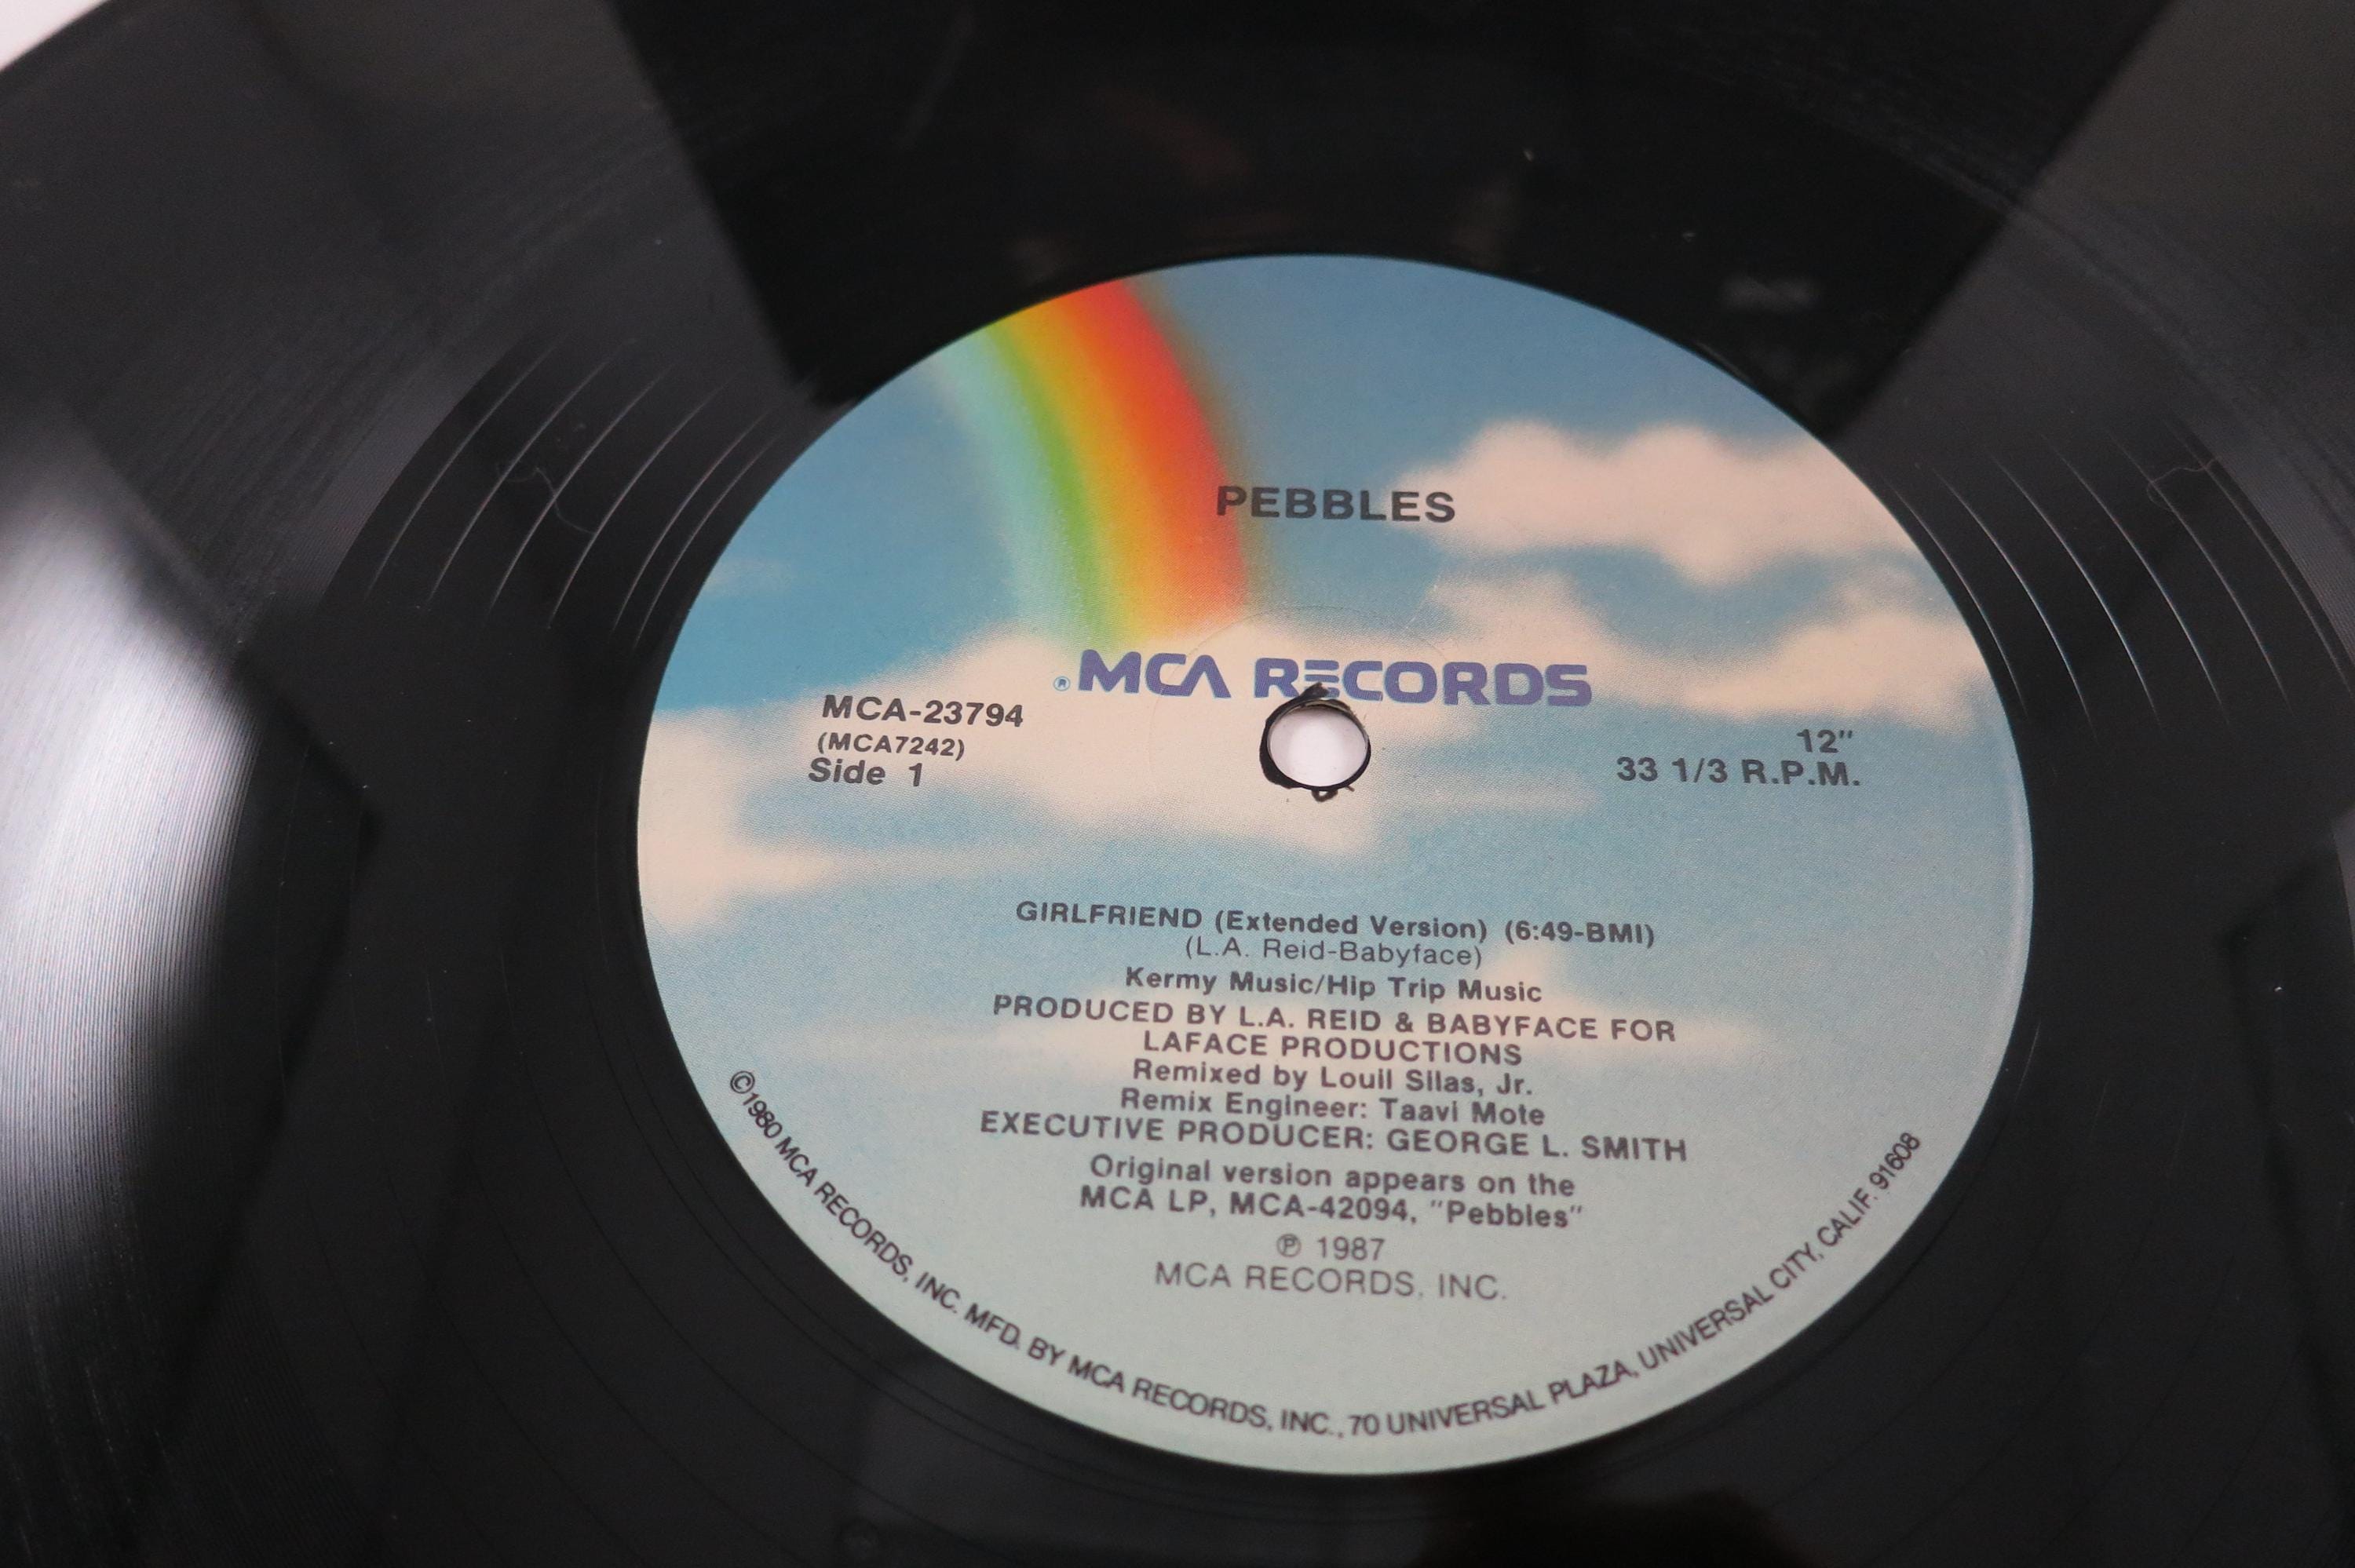 PEBBLES
® MCA RECORDS
MCA-23794
(MCA7242)
Side 1
12"
33 1/3 R.P.M.
GIRLFRIEND (Extended Version) (6:49-BMI)
(L.A. Reid-Babyface)
Kermy Music/Hip Trip Music
PRODUCED BY L.A. REID & BABYFACE FOR
LAFACE PRODUCTIONS
Remixed by Louil Silas, Jr.
Remix Engineer: Taavi Mote
EXECUTIVE PRODUCER: GEORGE L. SMITH
Original version appears on the
MCA LP, MCA-42094, "Pebbles"
℗ 1987
MCA RECORDS, INC.
©1980 MCA RECORDS, INC. MFD. BY MCA RECORDS, INC., 70 UNIVERSAL PLAZA, UNIVERSAL CITY, CALIF. 91608